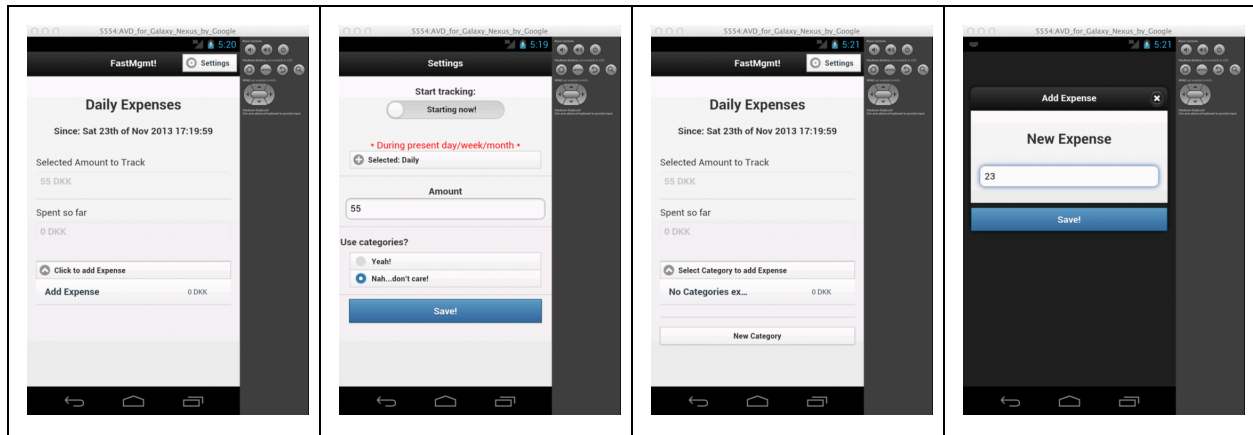 5554:AVD_for_Galaxy_Nexus_by_Google
3G 5:20
FastMgmt!
Settings
Daily Expenses
Since: Sat 23th of Nov 2013 17:19:59
Selected Amount to Track
55 DKK
Spent so far
0 DKK
Click to add Expense
Add Expense 0 DKK
5554:AVD_for_Galaxy_Nexus_by_Google
3G 5:19
Settings
Start tracking:
Starting now!
* During present day/week/month *
Selected: Daily
Amount
55
Use categories?
Yeah!
Nah...don't care!
Save!
5554:AVD_for_Galaxy_Nexus_by_Google
3G 5:21
FastMgmt!
Settings
Daily Expenses
Since: Sat 23th of Nov 2013 17:19:59
Selected Amount to Track
55 DKK
Spent so far
0 DKK
Select Category to add Expense
No Categories ex... 0 DKK
New Category
5554:AVD_for_Galaxy_Nexus_by_Google
3G 5:21
Add Expense
New Expense
23
Save!